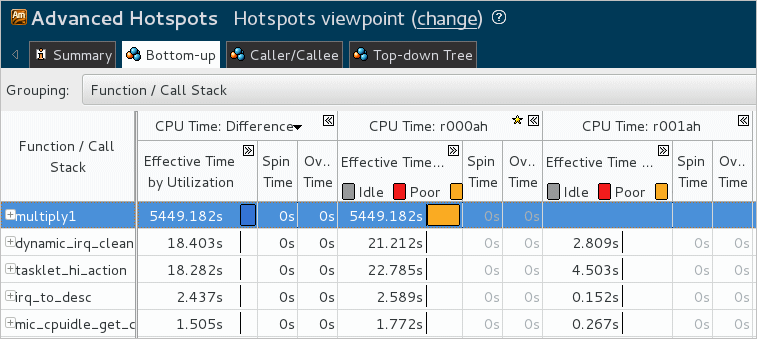 Am Advanced Hotspots Hotspots viewpoint (change) ?
Summary Bottom-up Caller/Callee Top-down Tree
Grouping: Function / Call Stack
Function / Call Stack
CPU Time: Difference CPU Time: r000ah CPU Time: r001ah
Effective Time by Utilization Spin Time Ov.. Time Effective Time... Spin Time Ov.. Time Effective Time ... Spin Time Ov.. Time
Idle Poor Idle Poor
multiply1 5449.182s 0s 0s 5449.182s 0s 0s
dynamic_irq_clean 18.403s 0s 0s 21.212s 0s 0s 2.809s 0s 0s
tasklet_hi_action 18.282s 0s 0s 22.785s 0s 0s 4.503s 0s 0s
irq_to_desc 2.437s 0s 0s 2.589s 0s 0s 0.152s 0s 0s
mic_cpuidle_get_c 1.505s 0s 0s 1.772s 0s 0s 0.267s 0s 0s